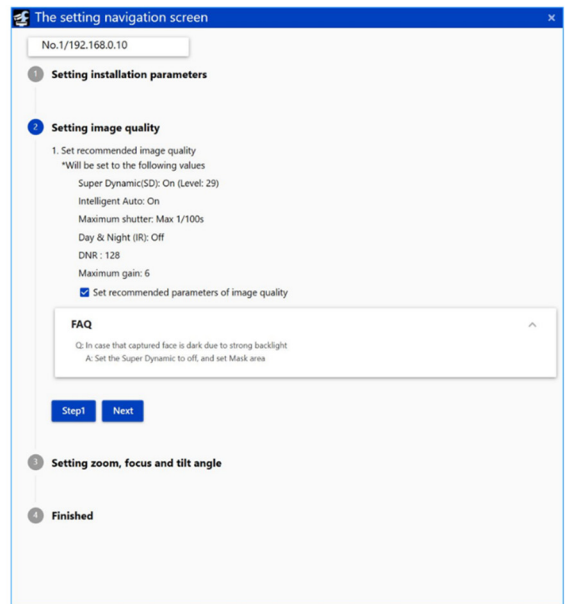 The setting navigation screen
No.1/192.168.0.10
1 Setting installation parameters
2 Setting image quality
1. Set recommended image quality
*Will be set to the following values
Super Dynamic(SD): On (Level: 29)
Intelligent Auto: On
Maximum shutter: Max 1/100s
Day & Night (IR): Off
DNR : 128
Maximum gain: 6
Set recommended parameters of image quality
FAQ
Q: In case that captured face is dark due to strong backlight
A: Set the Super Dynamic to off, and set Mask area
Step1 Next
3 Setting zoom, focus and tilt angle
4 Finished